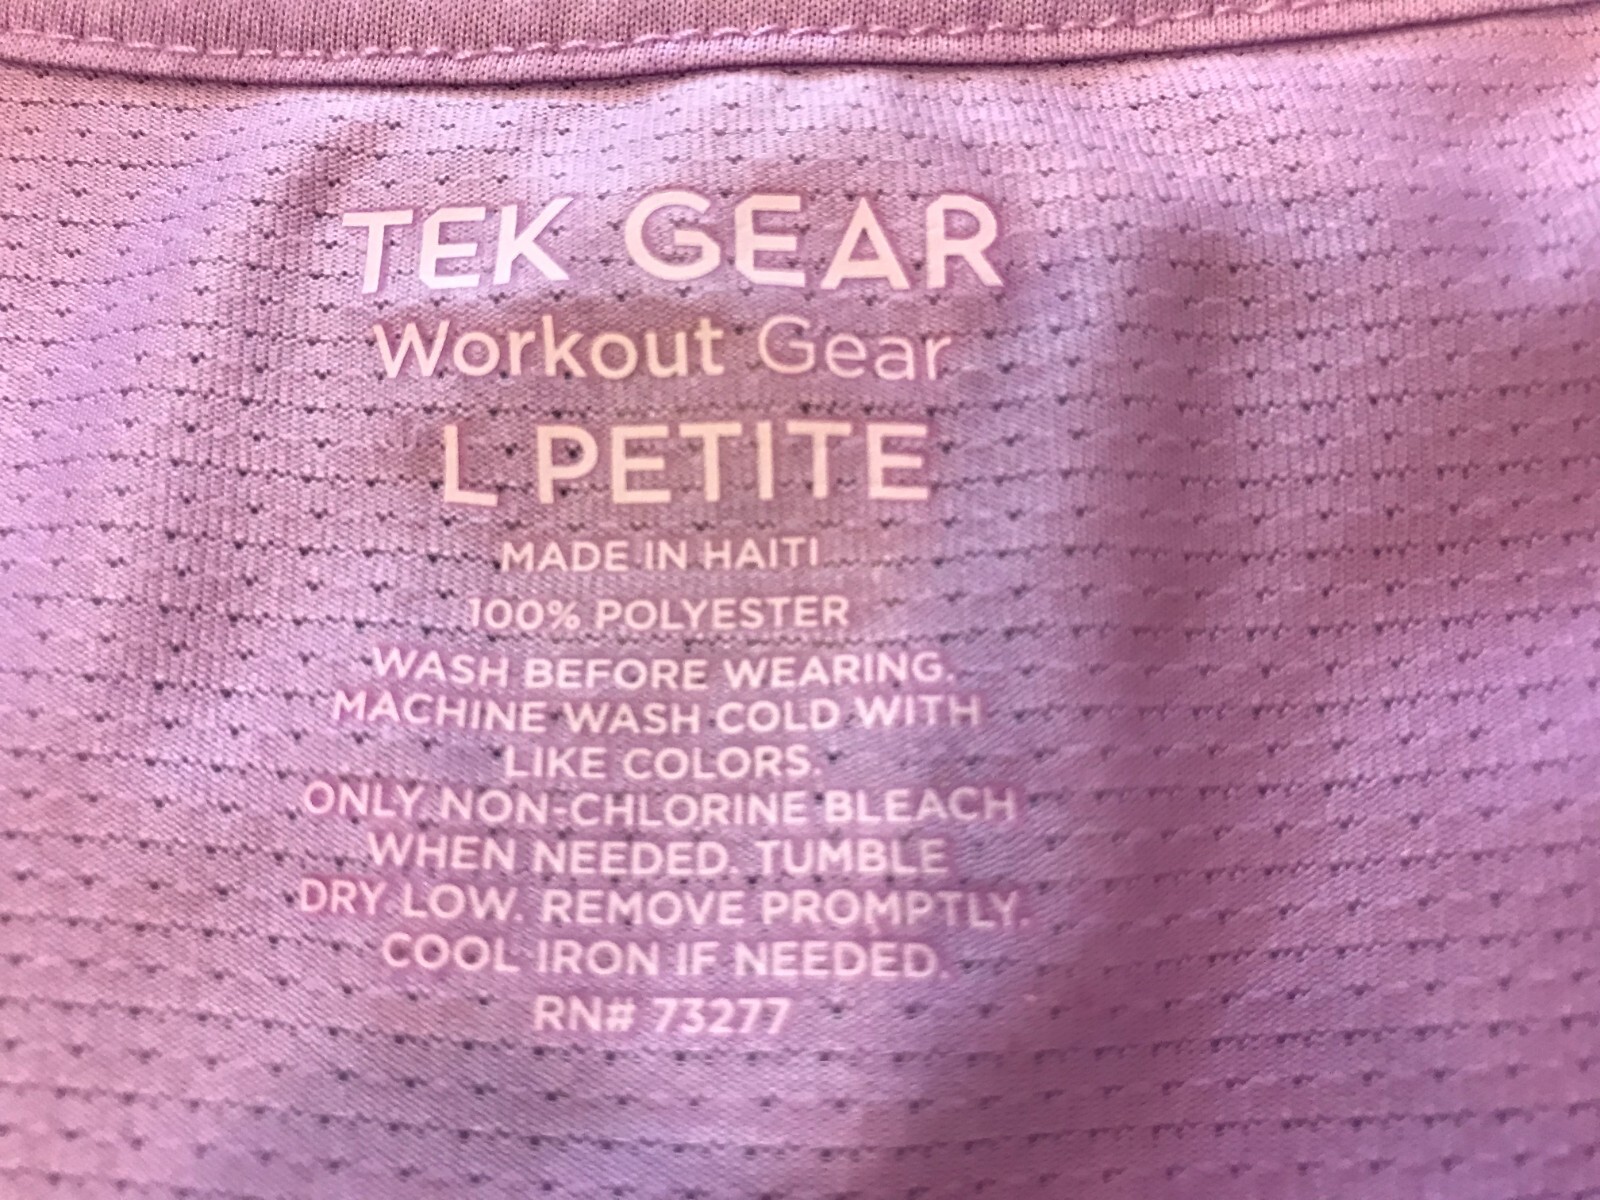 TEK GEAR
Workout Gear
L PETITE
MADE IN HAITI
100% POLYESTER
WASH BEFORE WEARING.
MACHINE WASH COLD WITH
LIKE COLORS.
ONLY NON-CHLORINE BLEACH
WHEN NEEDED. TUMBLE
DRY LOW. REMOVE PROMPTLY.
COOL IRON IF NEEDED.
RN# 73277